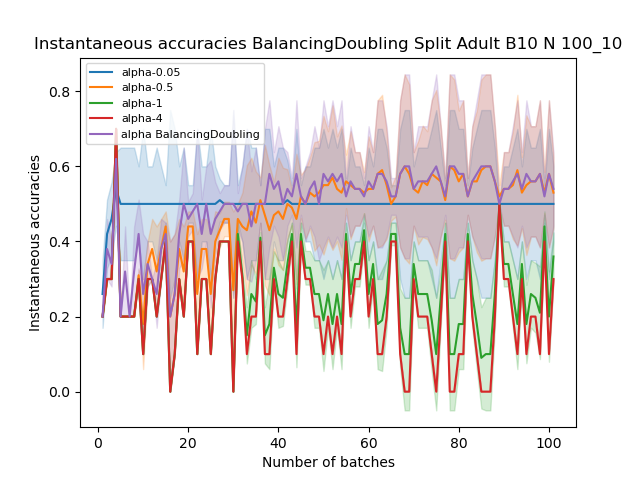 Instantaneous accuracies BalancingDoubling Split Adult B10 N 100_10
alpha-0.05
alpha-0.5
alpha-1
alpha-4
alpha BalancingDoubling
Instantaneous accuracies
0.8
0.6
0.4
0.2
0.0
0
20
40
60
80
100
Number of batches